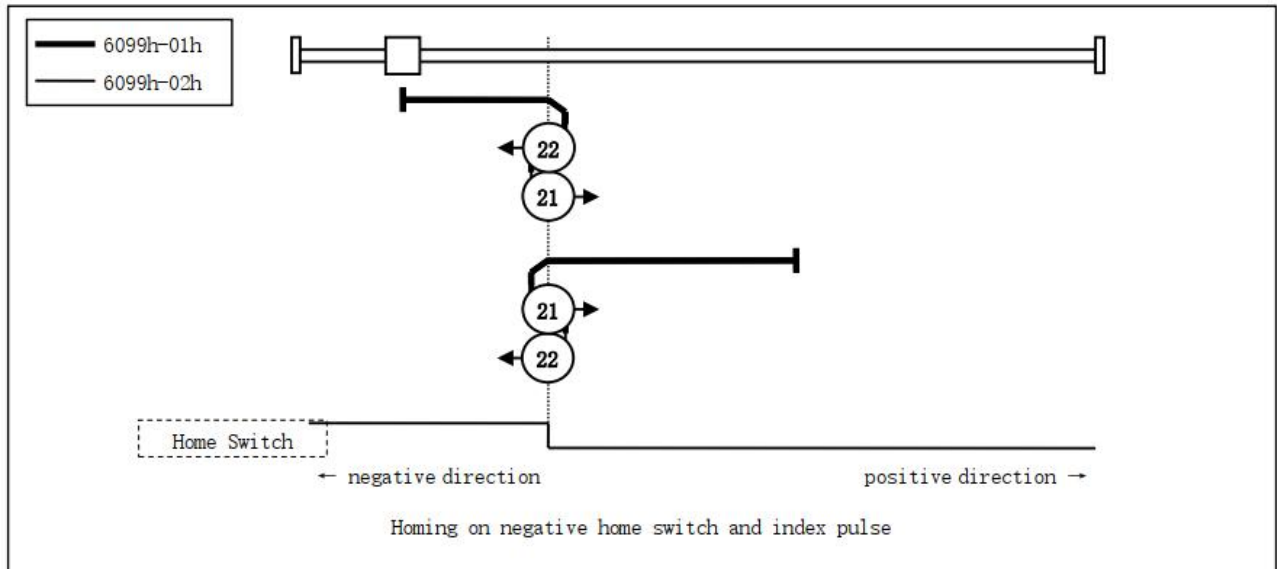 6099h-01h
6099h-02h
22
21
21
22
Home Switch
← negative direction
positive direction →
Homing on negative home switch and index pulse